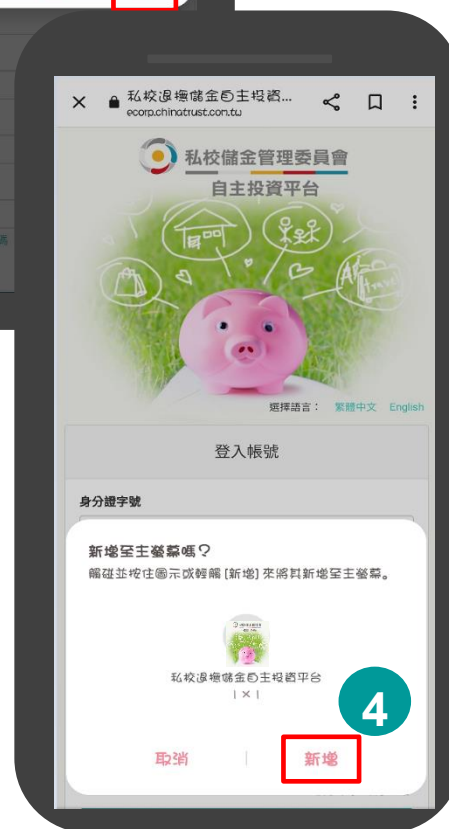 私校退撫儲金自主投資...
ecorp.chinatrust.com.tw
私校儲金管理委員會
自主投資平台
選擇語言： 繁體中文 English
登入帳號
身分證字號
新增至主螢幕嗎？
觸碰並按住圖示或輕觸 [新增] 來將其新增至主螢幕。
私校退撫儲金自主投資平台
1 × 1
4
取消
新增